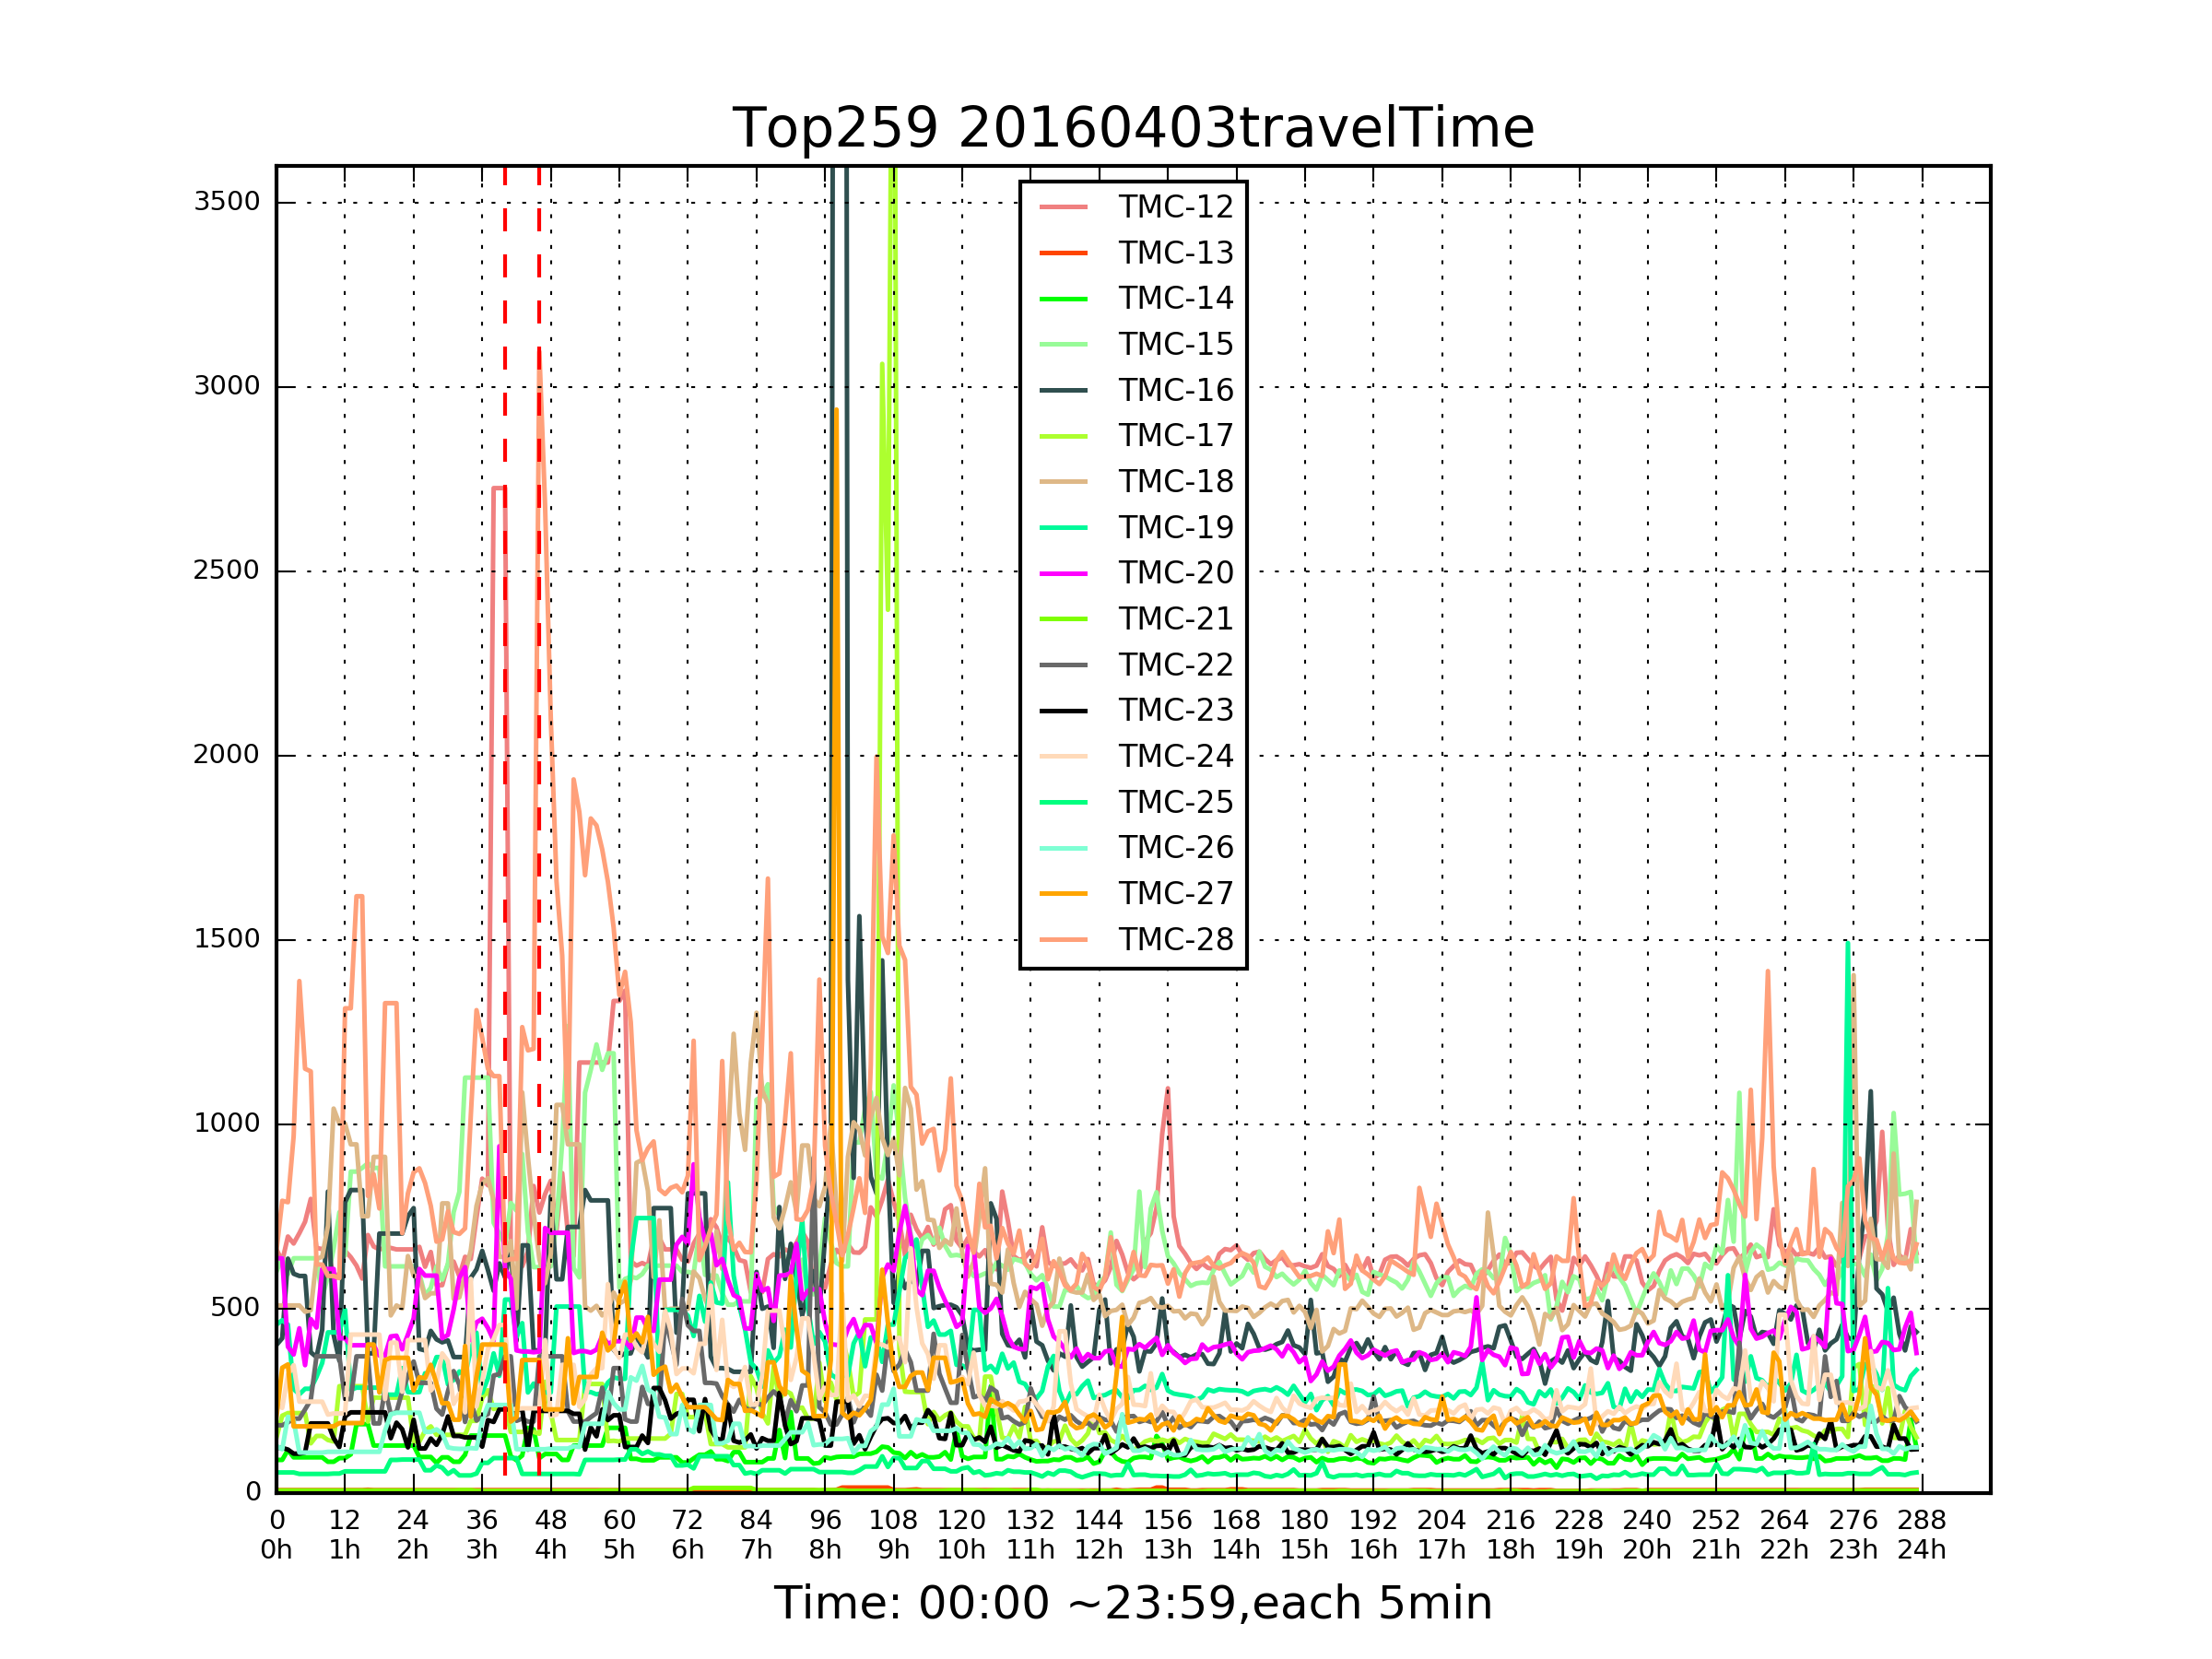 Top259 20160403travelTime
3500
3000
2500
2000
1500
1000
500
0
TMC-12
TMC-13
TMC-14
TMC-15
TMC-16
TMC-17
TMC-18
TMC-19
TMC-20
TMC-21
TMC-22
TMC-23
TMC-24
TMC-25
TMC-26
TMC-27
TMC-28
0 12 24 36 48 60 72 84 96 108 120 132 144 156 168 180 192 204 216 228 240 252 264 276 288
0h 1h 2h 3h 4h 5h 6h 7h 8h 9h 10h 11h 12h 13h 14h 15h 16h 17h 18h 19h 20h 21h 22h 23h 24h
Time: 00:00 ~23:59,each 5min